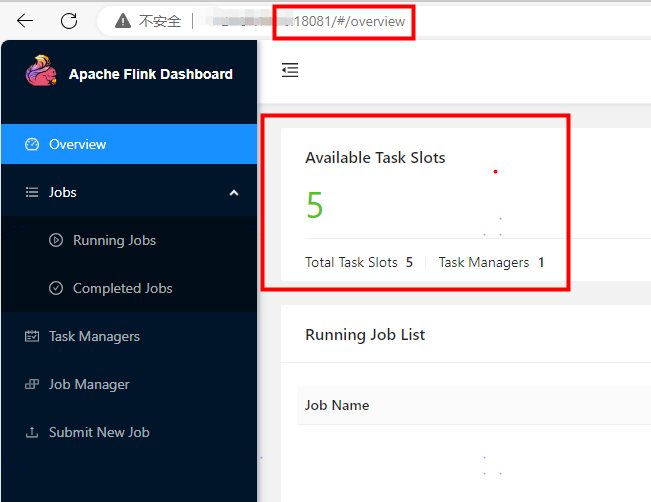 不安全 18081/#/overview
Apache Flink Dashboard
Overview
Jobs
Running Jobs
Completed Jobs
Task Managers
Job Manager
Submit New Job
Available Task Slots
5
Total Task Slots 5 Task Managers 1
Running Job List
Job Name